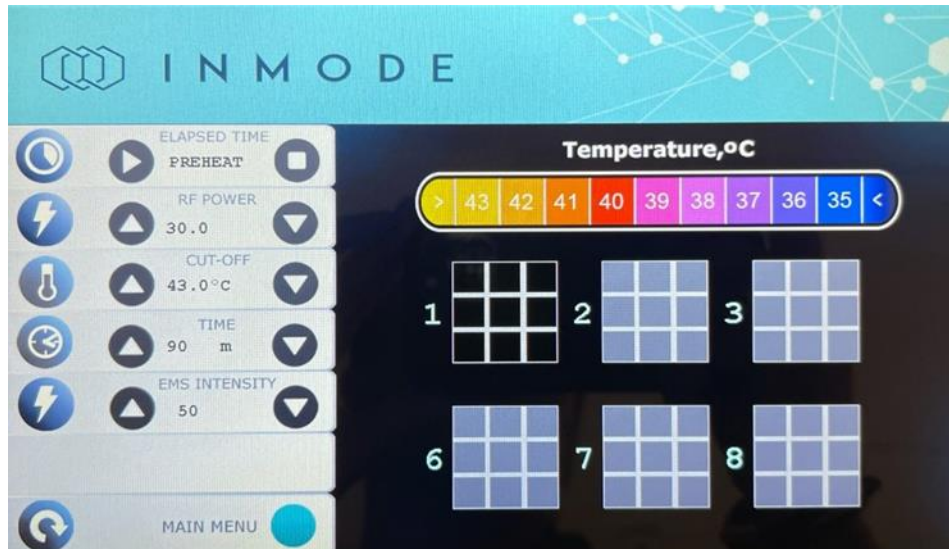 INMODE
ELAPSED TIME
PREHEAT
RF POWER
30.0
CUT-OFF
43.0°C
TIME
90 m
EMS INTENSITY
50
MAIN MENU
Temperature,ºC
> 43 42 41 40 39 38 37 36 35 <
1 2 3
6 7 8